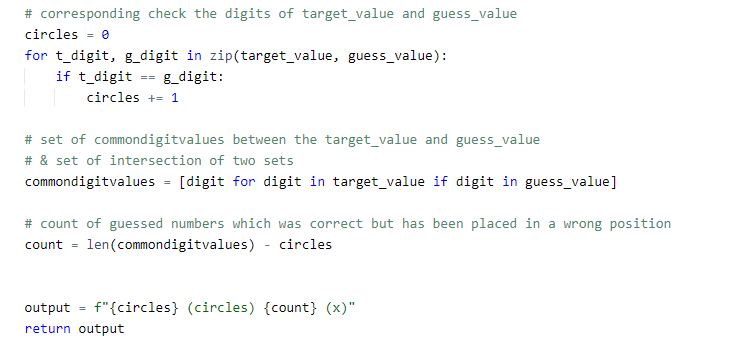 # corresponding check the digits of target_value and guess_value
circles = 0
for t_digit, g_digit in zip(target_value, guess_value):
    if t_digit == g_digit:
        circles += 1

# set of commondigitvalues between the target_value and guess_value
# & set of intersection of two sets
commondigitvalues = [digit for digit in target_value if digit in guess_value]

# count of guessed numbers which was correct but has been placed in a wrong position
count = len(commondigitvalues) - circles

output = f"{circles} (circles) {count} (x)"
return output